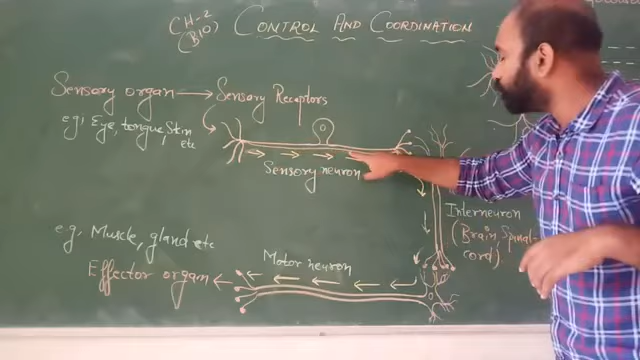 CH-2
(BIO)
CONTROL AND COORDINATION
Sensory organ → Sensory Receptors
e.g; Eye, tongue, Skin, etc
Sensory neuron
Interneuron
(Brain, Spinal-cord)
e.g. Muscle, gland etc
Motor neuron
Effector organ